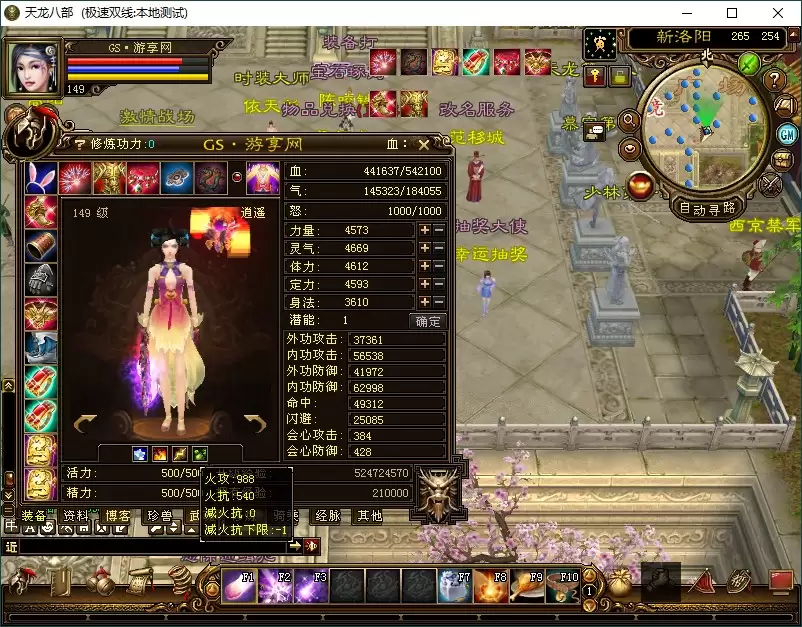 天龙八部 (极速双线:本地测试)
GS·游享网
149
新洛阳 265 254
北
GM
自动寻路
时装大师
激情战场
物品兑换
改名服务
范移城
少林
抽奖大使
幸运抽奖
西京禁军
? 修炼功力:0 GS·游享网 血:
149 级 逍遥
血: 441637/542100
气: 145323/184055
怒: 1000/1000
力量: 4573
灵气: 4669
体力: 4612
定力: 4593
身法: 3610
潜能: 1 确定
外功攻击: 37361
内功攻击: 56538
外功防御: 41972
内功防御: 62998
命中: 49312
闪避: 25085
会心攻击: 384
会心防御: 428
活力: 500/500
524724570
精力: 500/500
210000
火攻:988
火抗:540
减火抗:0
减火抗下限:-1
装备 资料 博客 珍兽 经脉 其他
近
F1 F2 F3 F7 F8 F9 F10
1